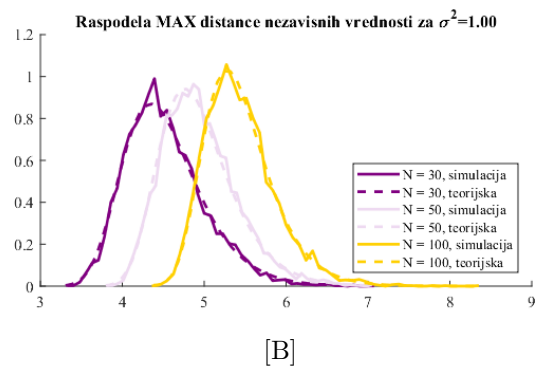 Raspodela MAX distance nezavisnih vrednosti za σ²=1.00
1.2
1
0.8
0.6
0.4
0.2
0
3 4 5 6 7 8 9
N = 30, simulacija
N = 30, teorijska
N = 50, simulacija
N = 50, teorijska
N = 100, simulacija
N = 100, teorijska
[B]